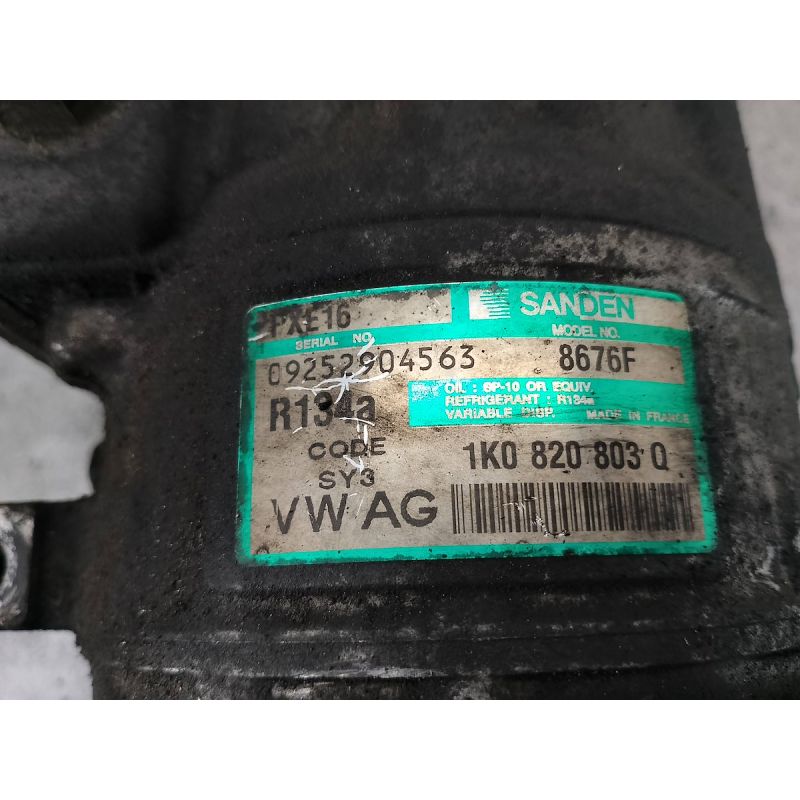 PXE16 SANDEN
SERIAL NO. MODEL NO.
09252904563 8676F
R134a
OIL : SP-10 OR EQUIV.
REFRIGERANT : R134a
VARIABLE DISP. MADE IN FRANCE
CODE
SY3
1K0 820 803 Q
VW AG